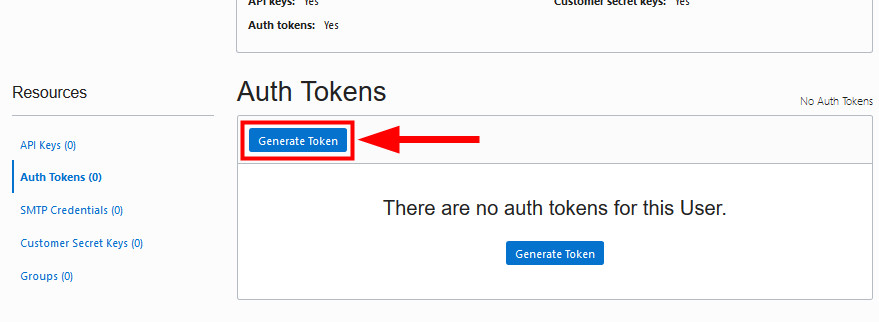 API keys: Yes
Customer secret keys: Yes
Auth tokens: Yes
Resources
API Keys (0)
Auth Tokens (0)
SMTP Credentials (0)
Customer Secret Keys (0)
Groups (0)
Auth Tokens
No Auth Tokens
Generate Token
There are no auth tokens for this User.
Generate Token